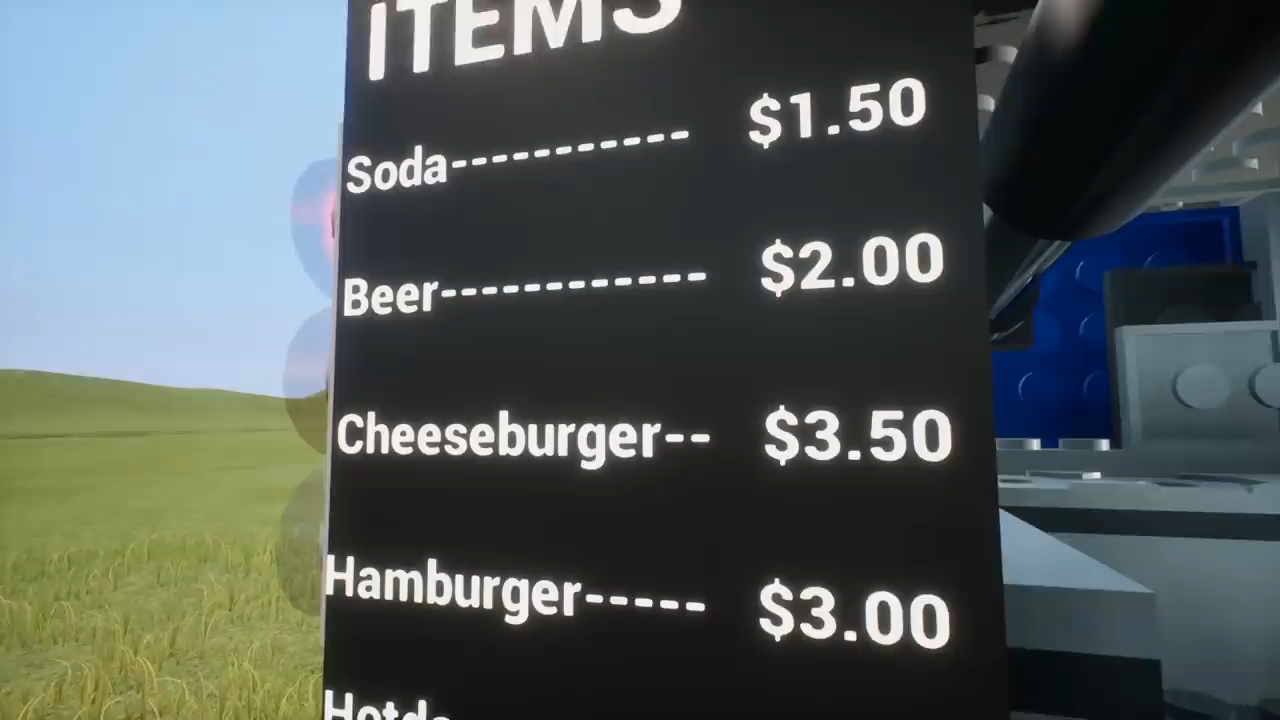 ITEMS
Soda----------- $1.50
Beer------------ $2.00
Cheeseburger-- $3.50
Hamburger----- $3.00